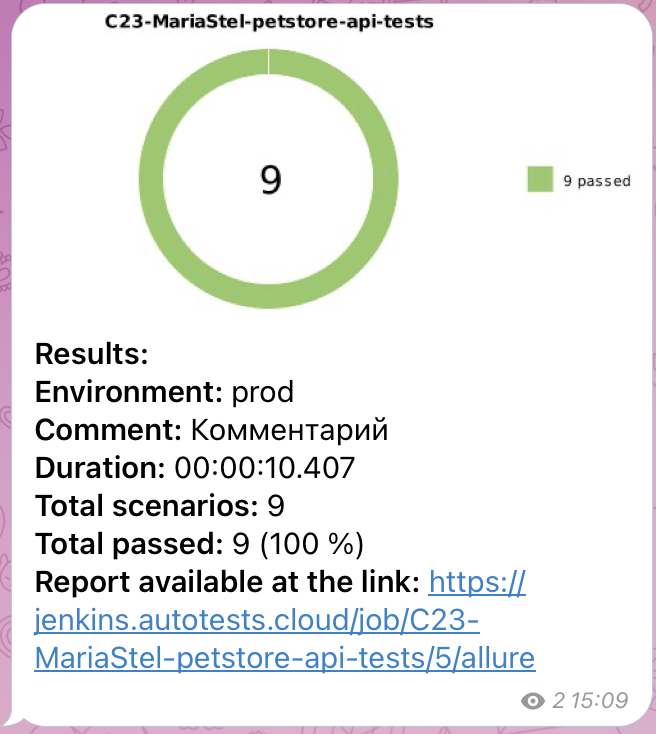 C23-MariaStel-petstore-api-tests
9
9 passed
Results:
Environment: prod
Comment: Комментарий
Duration: 00:00:10.407
Total scenarios: 9
Total passed: 9 (100 %)
Report available at the link: https://
jenkins.autotests.cloud/job/C23-
MariaStel-petstore-api-tests/5/allure
2 15:09